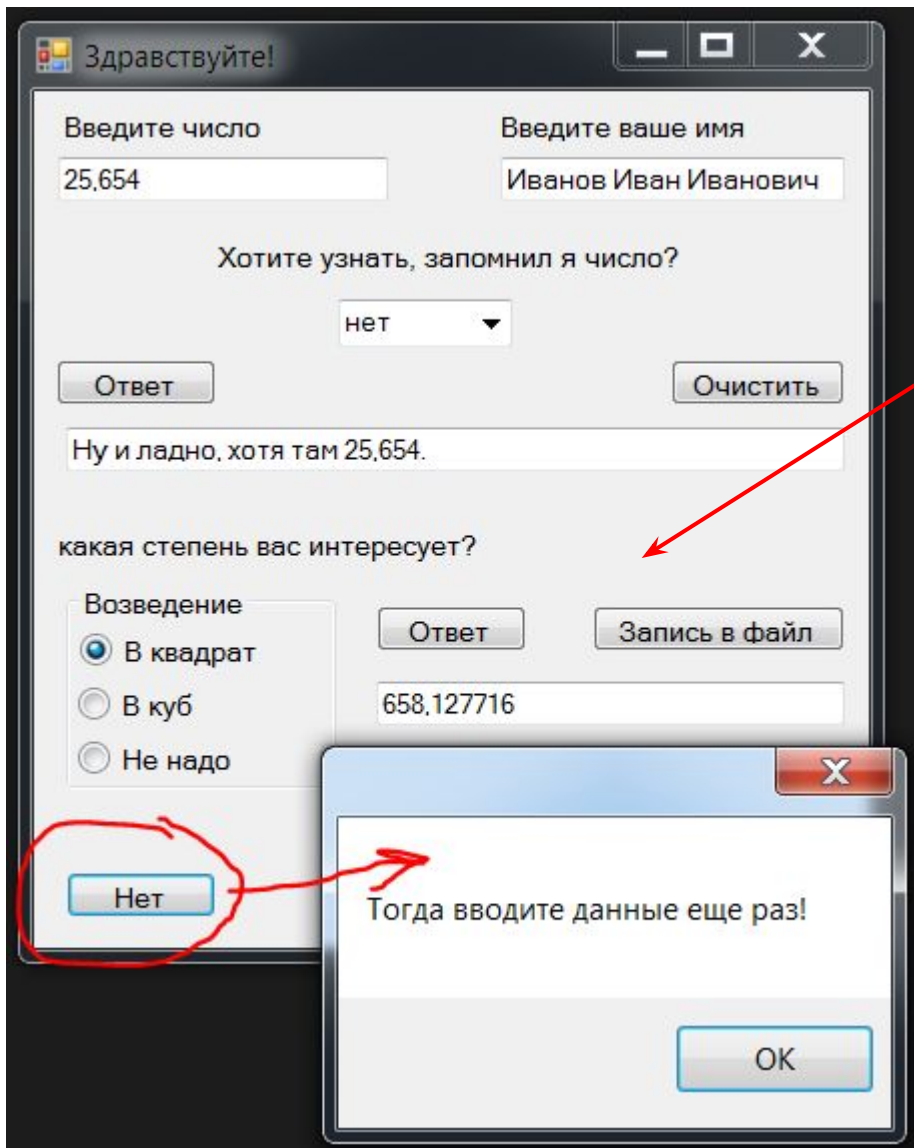 Здравствуйте!
Введите число Введите ваше имя
25,654 Иванов Иван Иванович
Хотите узнать, запомнил я число?
нет
Ответ Очистить
Ну и ладно, хотя там 25,654.
какая степень вас интересует?
Возведение
Ответ Запись в файл
В квадрат
В куб 658,127716
Не надо
Нет
Тогда вводите данные еще раз!
OK